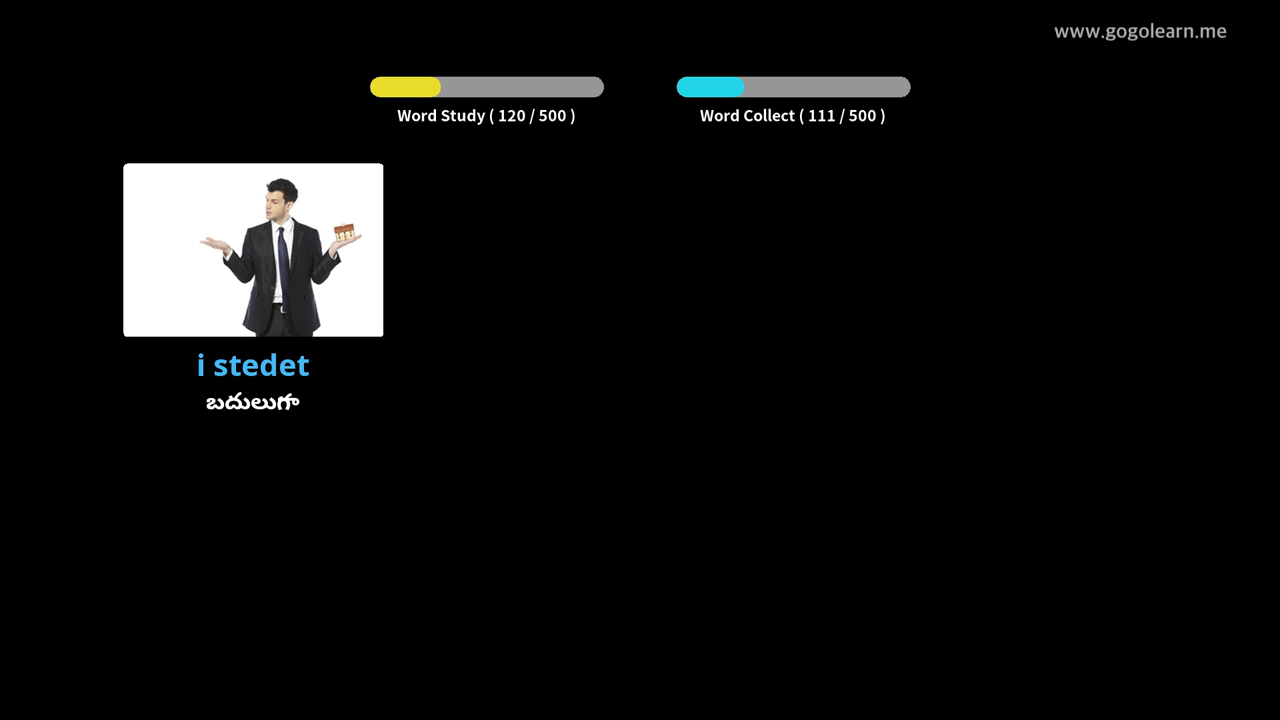 www.gogolearn.me
Word Study ( 120 / 500 )
Word Collect ( 111 / 500 )
i stedet
బదులుగా